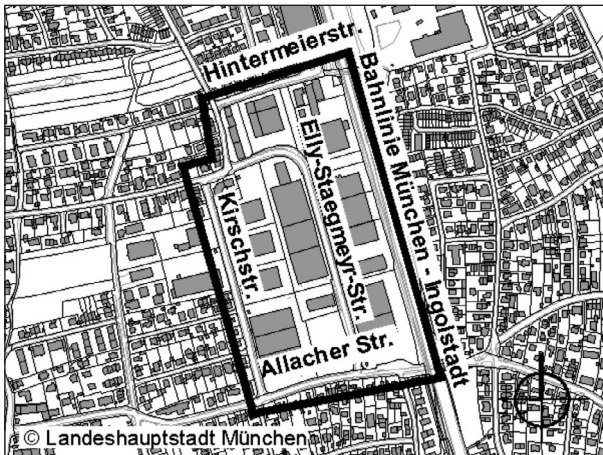 Hintermeierstr.
Bahnlinie München - Ingolstadt
Elly-Staegmeyr-Str.
Kirschstr.
Allacher Str.
© Landeshauptstadt München